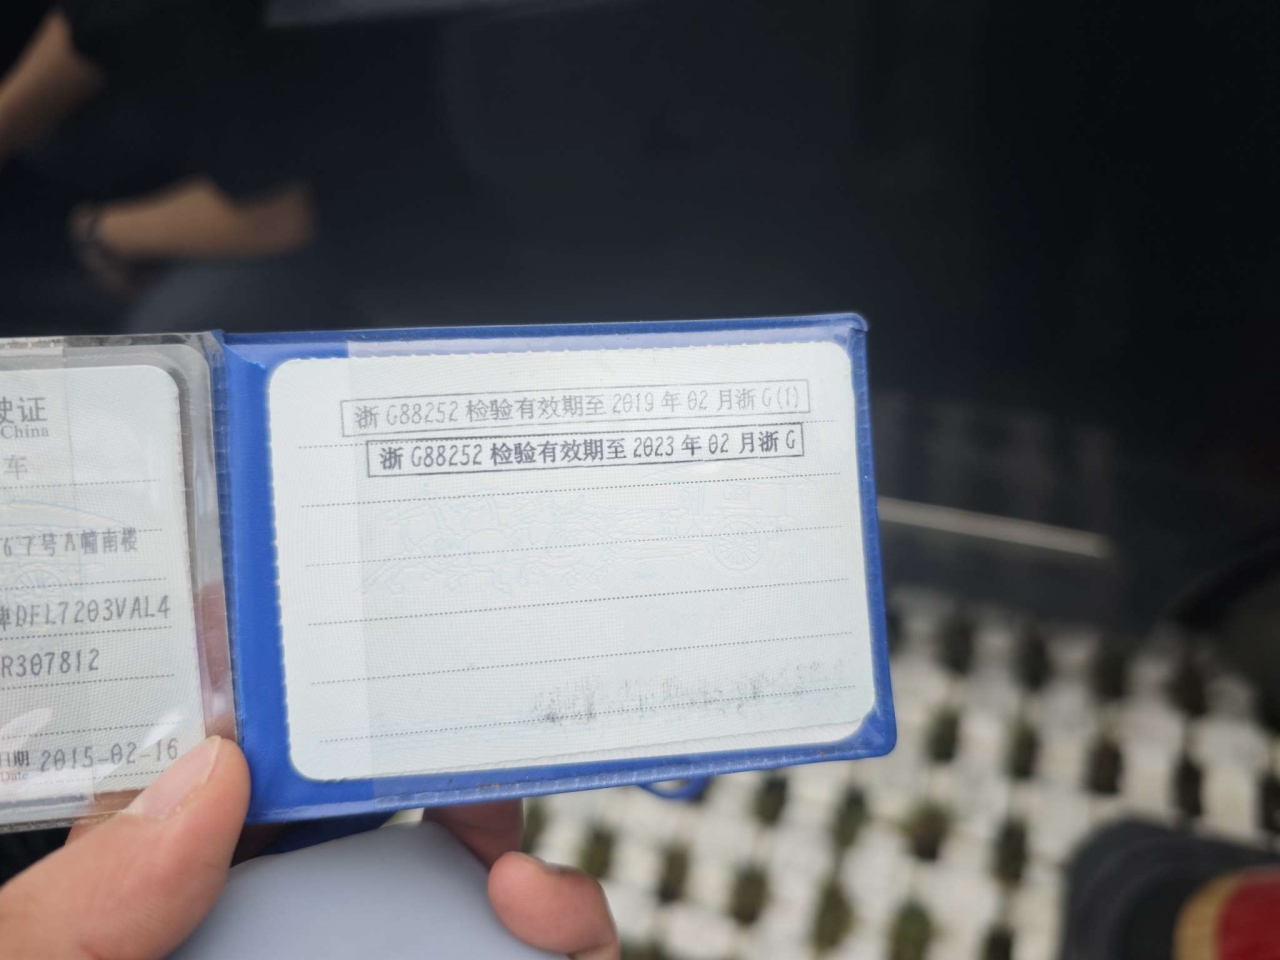 驶证
China
车
67号A幢南楼
牌DFL7203VAL4
R307812
日期 2015-02-16
Date
浙 G88252 检验有效期至 2019 年 02 月浙 G(1)
浙 G88252 检验有效期至 2023 年 02 月浙 G